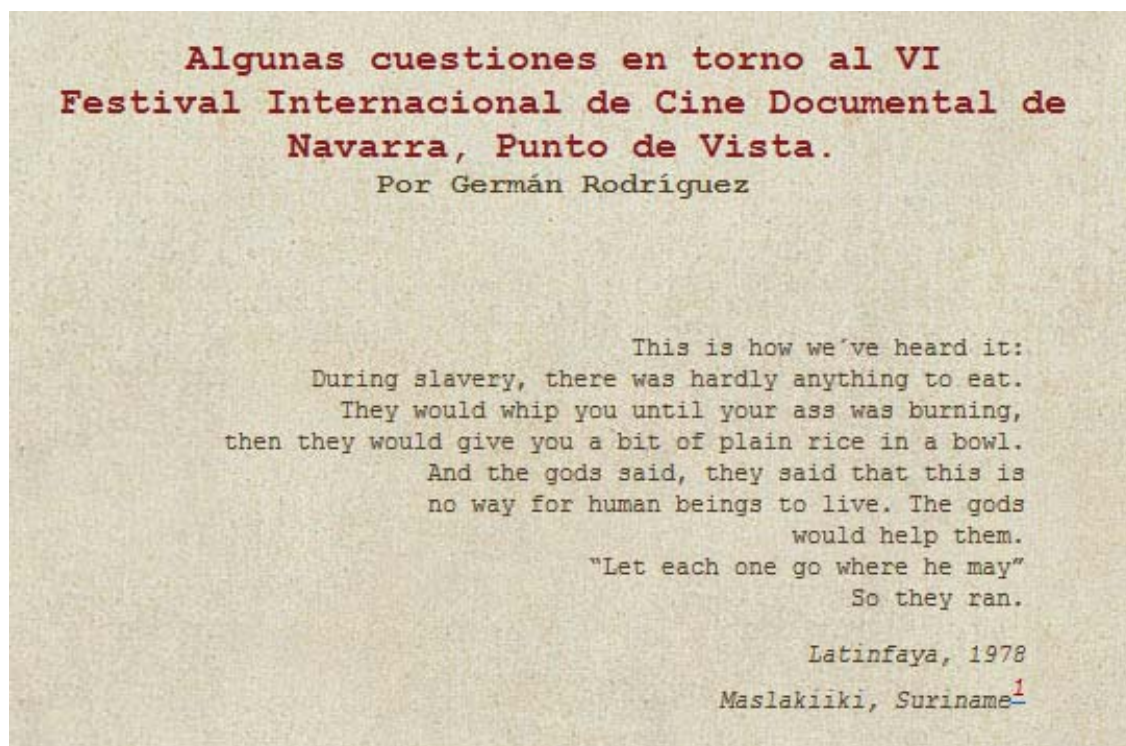 Algunas cuestiones en torno al VI
Festival Internacional de Cine Documental de
Navarra, Punto de Vista.
Por Germán Rodríguez
This is how we´ve heard it:
During slavery, there was hardly anything to eat.
They would whip you until your ass was burning,
then they would give you a bit of plain rice in a bowl.
And the gods said, they said that this is
no way for human beings to live. The gods
would help them.
“Let each one go where he may”
So they ran.
Latinfaya, 1978
Maslakiiki, Suriname1